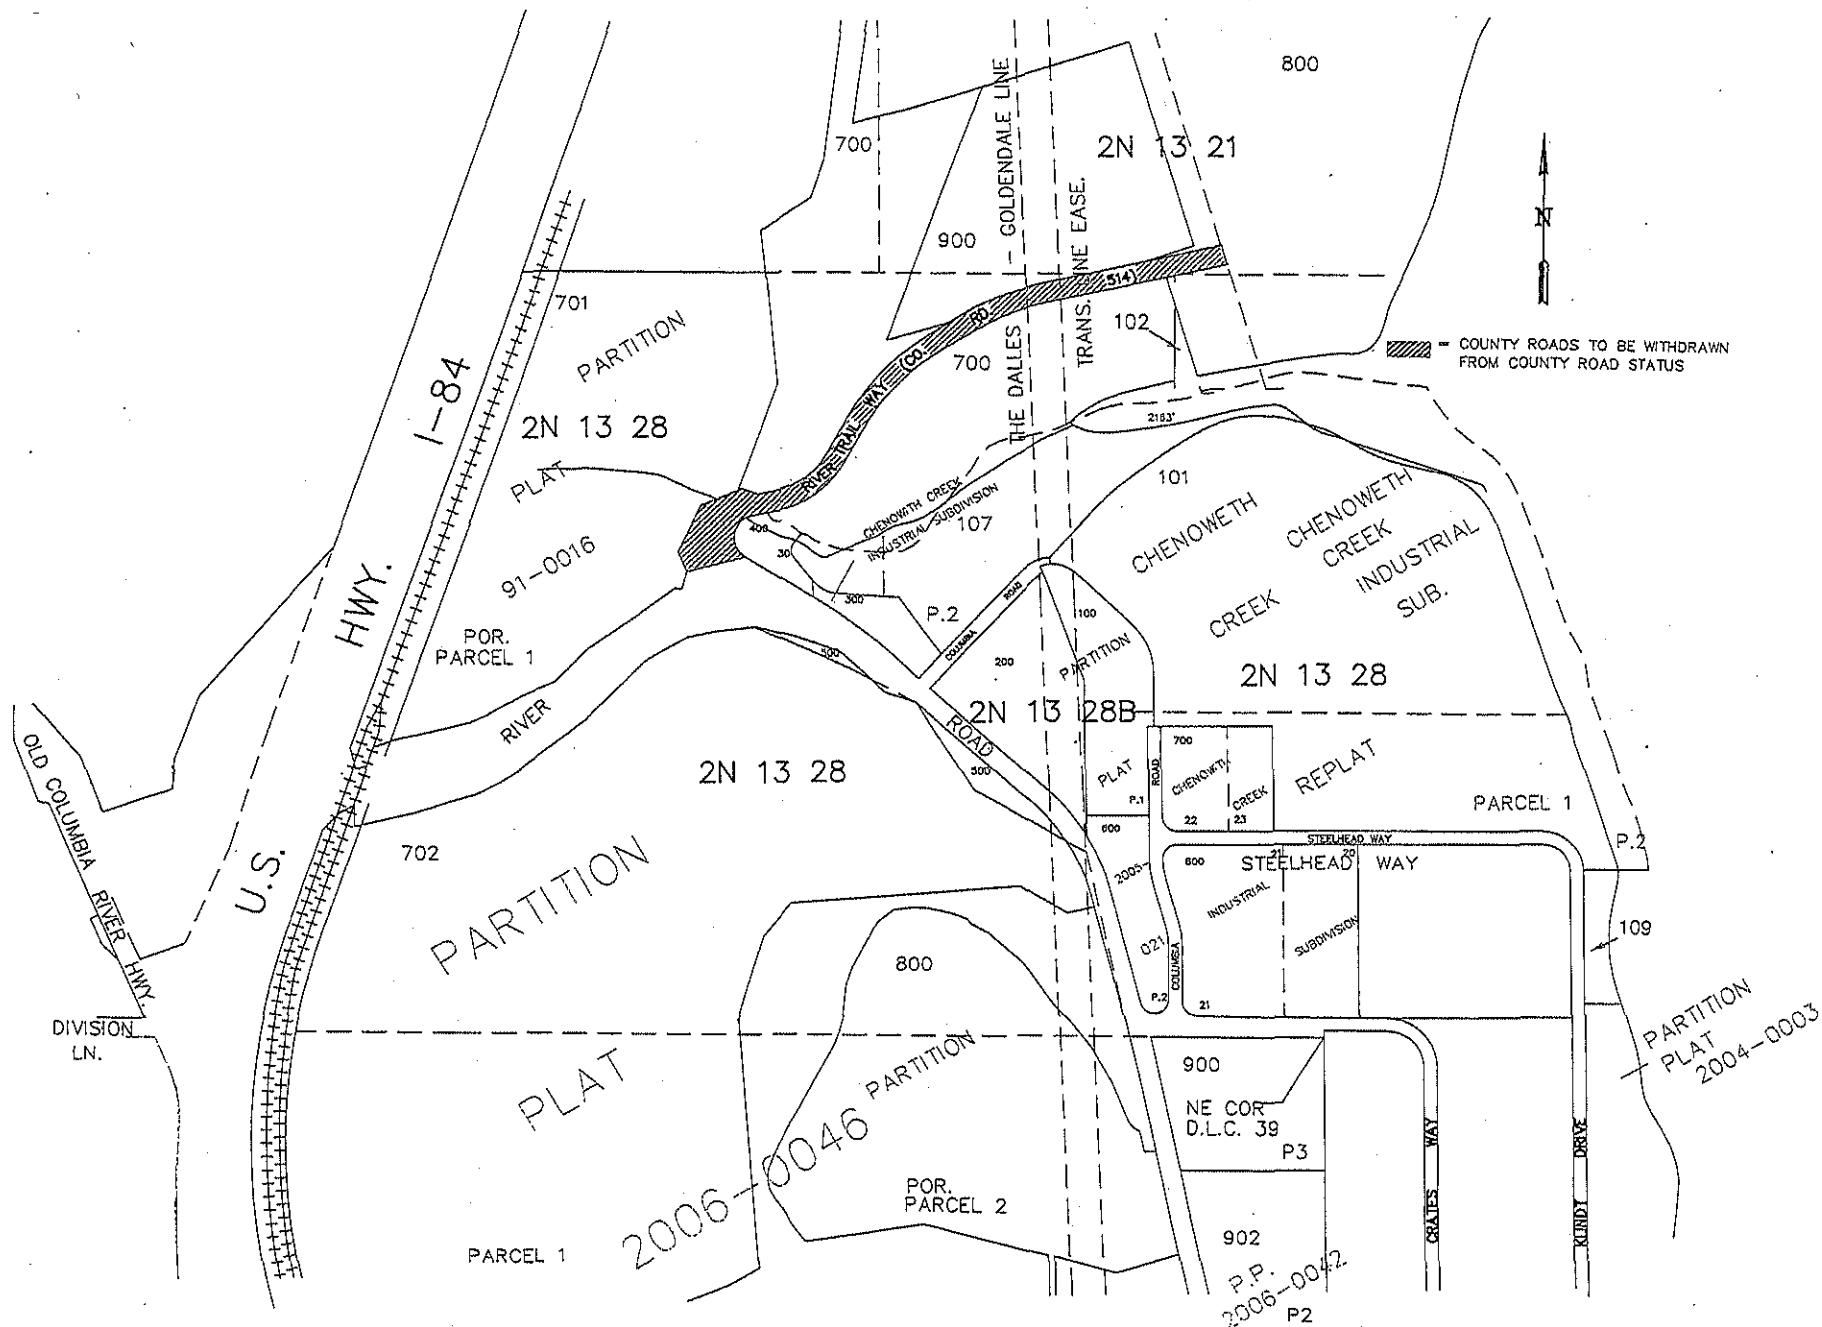 800
700
2N 13 21
THE DALLES - GOLDENDALE LINE
TRANS. LINE EASE.
N
900
701
PARTITION
RIVER TRAIL WAY (CO. RD. 514)
102
= COUNTY ROADS TO BE WITHDRAWN
FROM COUNTY ROAD STATUS
700
I-84
2N 13 28
2183'
PLAT
101
CHENOWITH CREEK
INDUSTRIAL SUBDIVISION
107
CHENOWETH
CREEK
CHENOWETH
CREEK
INDUSTRIAL
SUB.
400
30
300
91-0016
HWY.
P.2
COLUMBIA
ROAD
100
POR.
PARCEL 1
500
200
PARTITION
2N 13 28
RIVER
ROAD
2N 13 28B
OLD COLUMBIA RIVER HWY.
2N 13 28
500
PLAT
P.1
ROAD
700
CHENOWITH
CREEK
22
23
REPLAT
PARCEL 1
P.2
U.S.
702
PARTITION
600
2005-
021
P.2
COLUMBIA
STEELHEAD WAY
800
21
20
STEELHEAD WAY
INDUSTRIAL
SUBDIVISION
21
109
800
DIVISION
LN.
PARTITION
PLAT
2004-0003
PLAT
2006-0046
PARTITION
900
NE COR
D.L.C. 39
P3
CRATES WAY
KLINDT DRIVE
POR.
PARCEL 2
PARCEL 1
902
P.P.
2006-0042
P2